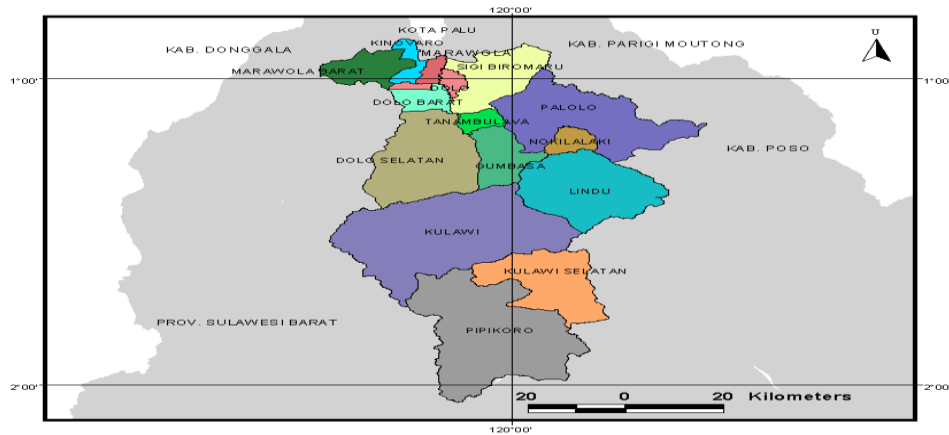 120°00'
KOTA PALU
KAB. DONGGALA
KINOVARO
KAB. PARIGI MOUTONG
MARAWOLA
U
SIGI BIROMARU
MARAWOLA BARAT
1°00'
1°00'
DOLO
DOLO BARAT
PALOLO
TANAMBULAVA
NOKILALAKI
KAB. POSO
DOLO SELATAN
GUMBASA
LINDU
KULAWI
KULAWI SELATAN
PROV. SULAWESI BARAT
PIPIKORO
2°00'
2°00'
20 0 20 Kilometers
120°00'